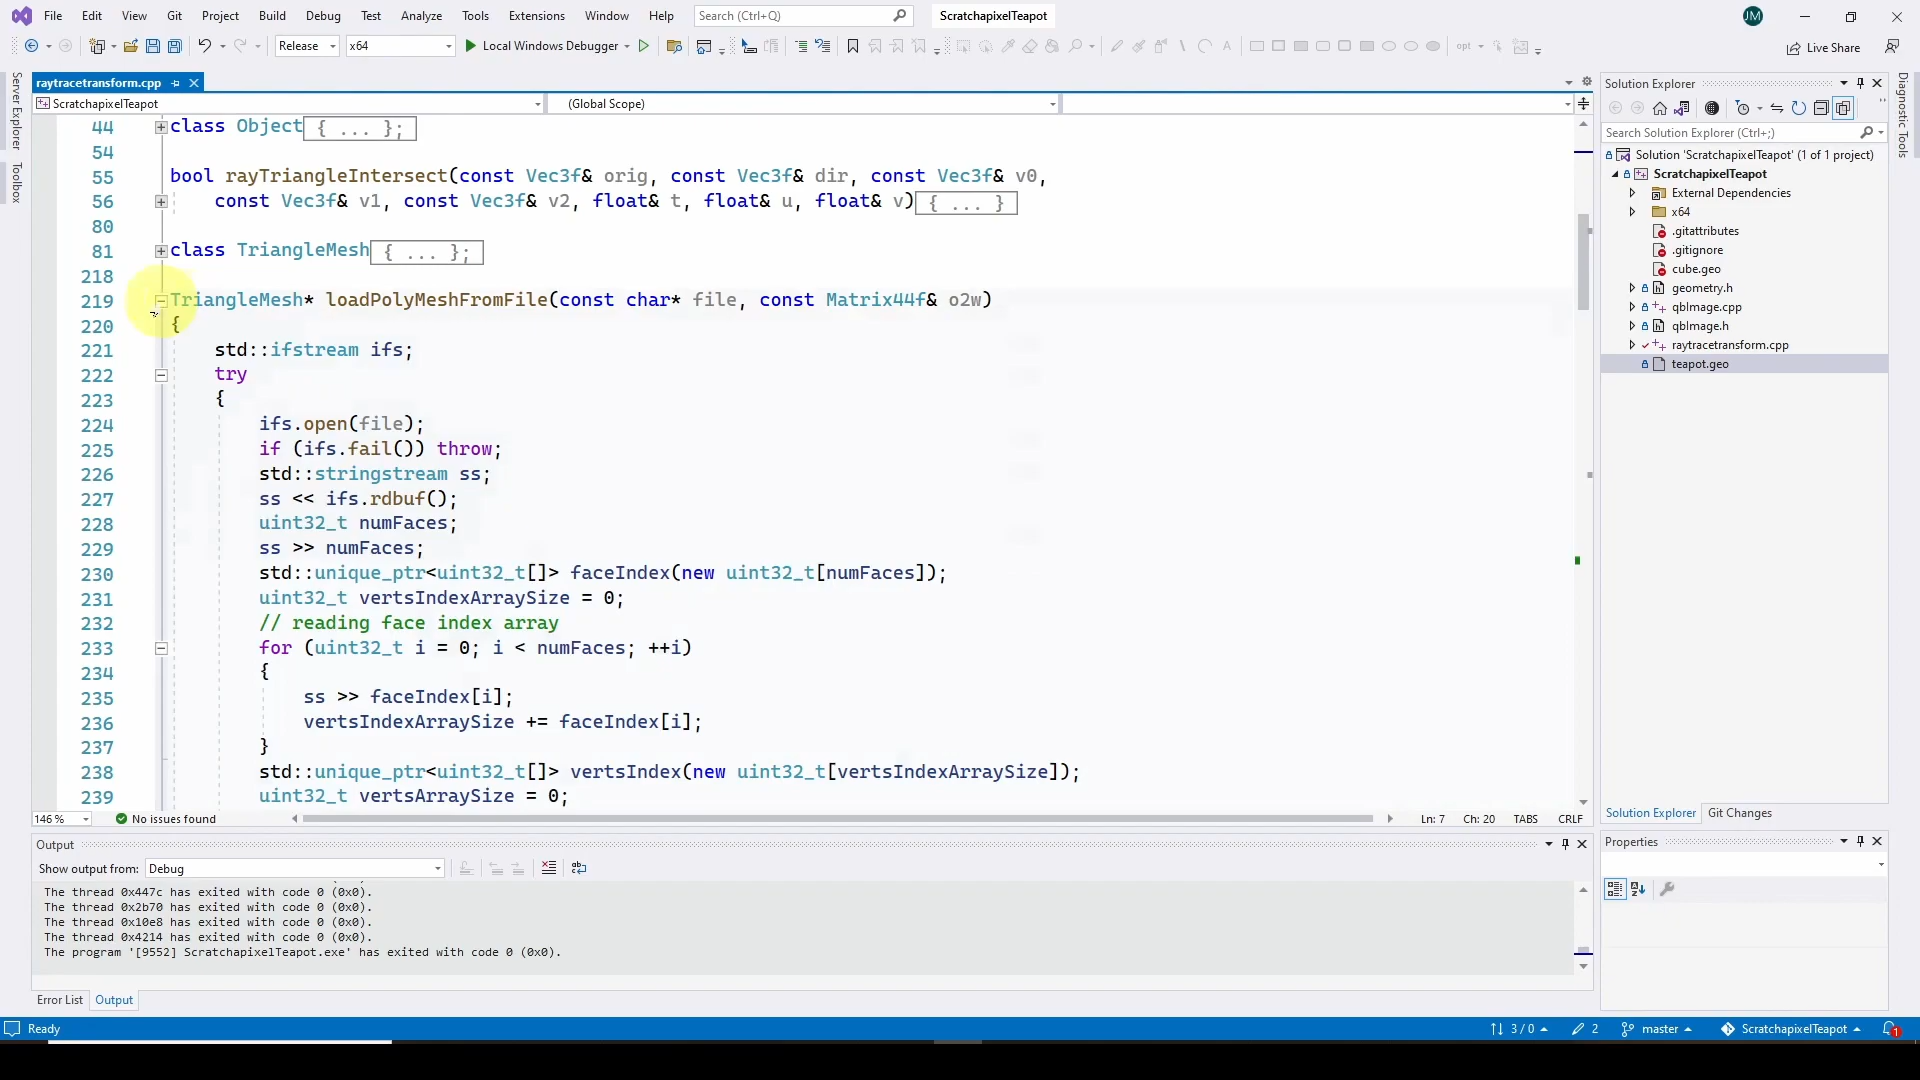 File Edit View Git Project Build Debug Test Analyze Tools Extensions Window Help Search (Ctrl+Q) ScratchapixelTeapot JM
Release x64 Local Windows Debugger opt Live Share
Server Explorer
Toolbox
raytracetransform.cpp
ScratchapixelTeapot (Global Scope)
44 class Object{ ... };
54
55 bool rayTriangleIntersect(const Vec3f& orig, const Vec3f& dir, const Vec3f& v0,
56 const Vec3f& v1, const Vec3f& v2, float& t, float& u, float& v){ ... }
80
81 class TriangleMesh{ ... };
218
219 TriangleMesh* loadPolyMeshFromFile(const char* file, const Matrix44f& o2w)
220 {
221 std::ifstream ifs;
222 try
223 {
224 ifs.open(file);
225 if (ifs.fail()) throw;
226 std::stringstream ss;
227 ss << ifs.rdbuf();
228 uint32_t numFaces;
229 ss >> numFaces;
230 std::unique_ptr<uint32_t[]> faceIndex(new uint32_t[numFaces]);
231 uint32_t vertsIndexArraySize = 0;
232 // reading face index array
233 for (uint32_t i = 0; i < numFaces; ++i)
234 {
235 ss >> faceIndex[i];
236 vertsIndexArraySize += faceIndex[i];
237 }
238 std::unique_ptr<uint32_t[]> vertsIndex(new uint32_t[vertsIndexArraySize]);
239 uint32_t vertsArraySize = 0;
146 % No issues found Ln: 7 Ch: 20 TABS CRLF
Output
Show output from: Debug
The thread 0x447c has exited with code 0 (0x0).
The thread 0x2b70 has exited with code 0 (0x0).
The thread 0x10e8 has exited with code 0 (0x0).
The thread 0x4214 has exited with code 0 (0x0).
The program '[9552] ScratchapixelTeapot.exe' has exited with code 0 (0x0).
Error List Output
Solution Explorer
Search Solution Explorer (Ctrl+;)
Solution 'ScratchapixelTeapot' (1 of 1 project)
ScratchapixelTeapot
External Dependencies
x64
.gitattributes
.gitignore
cube.geo
geometry.h
qbImage.cpp
qbImage.h
raytracetransform.cpp
teapot.geo
Solution Explorer Git Changes
Properties
Diagnostic Tools
Ready 3 / 0 2 master ScratchapixelTeapot 1